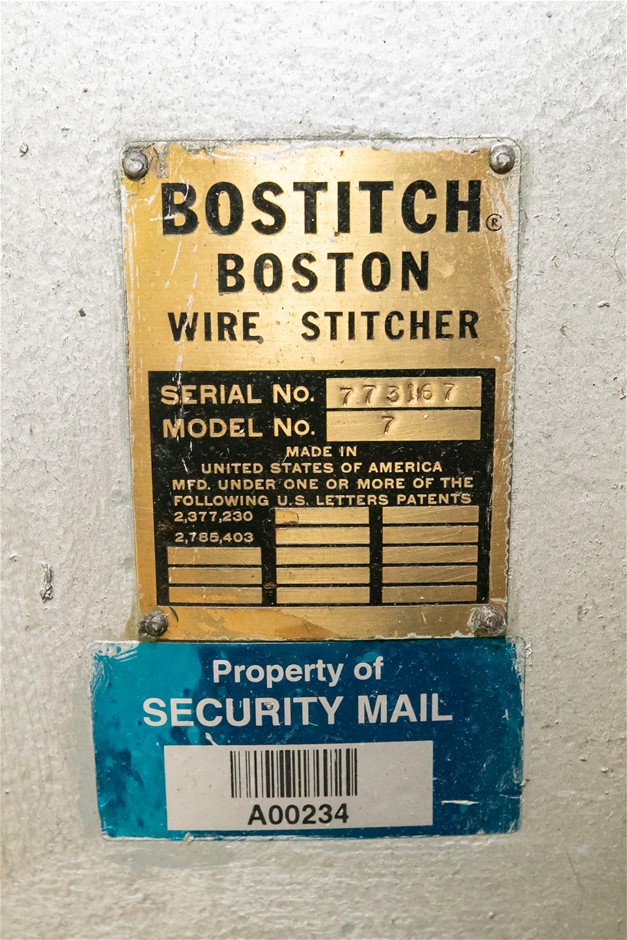 BOSTITCH®
BOSTON
WIRE STITCHER
SERIAL No. 773167
MODEL No. 7
MADE IN
UNITED STATES OF AMERICA
MFD. UNDER ONE OR MORE OF THE
FOLLOWING U.S. LETTERS PATENTS
2,377,230
2,785,403
Property of
SECURITY MAIL
A00234